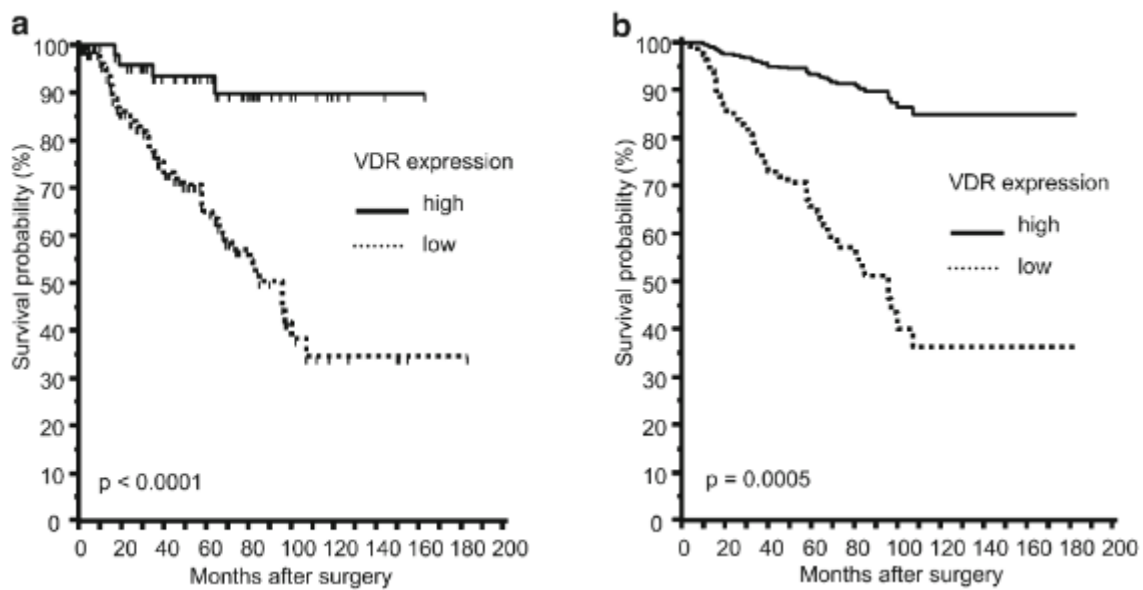 a
Survival probability (%)
100
90
80
70
60
50
40
30
20
10
0
VDR expression
high
low
p < 0.0001
0 20 40 60 80 100 120 140 160 180 200
Months after surgery
b
Survival probability (%)
100
90
80
70
60
50
40
30
20
10
0
VDR expression
high
low
p = 0.0005
0 20 40 60 80 100 120 140 160 180 200
Months after surgery